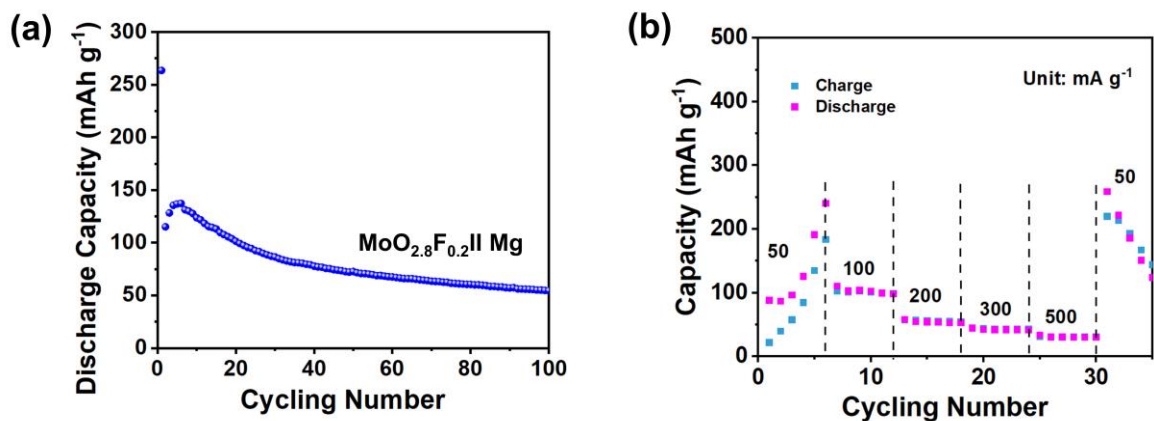 (a)
Discharge Capacity (mAh g⁻¹)
300
250
200
150
100
50
0
MoO₂.₈F₀.₂II Mg
0 20 40 60 80 100
Cycling Number
(b)
Capacity (mAh g⁻¹)
500
400
300
200
100
0
Unit: mA g⁻¹
Charge
Discharge
50
100
200
300
500
50
0 10 20 30
Cycling Number